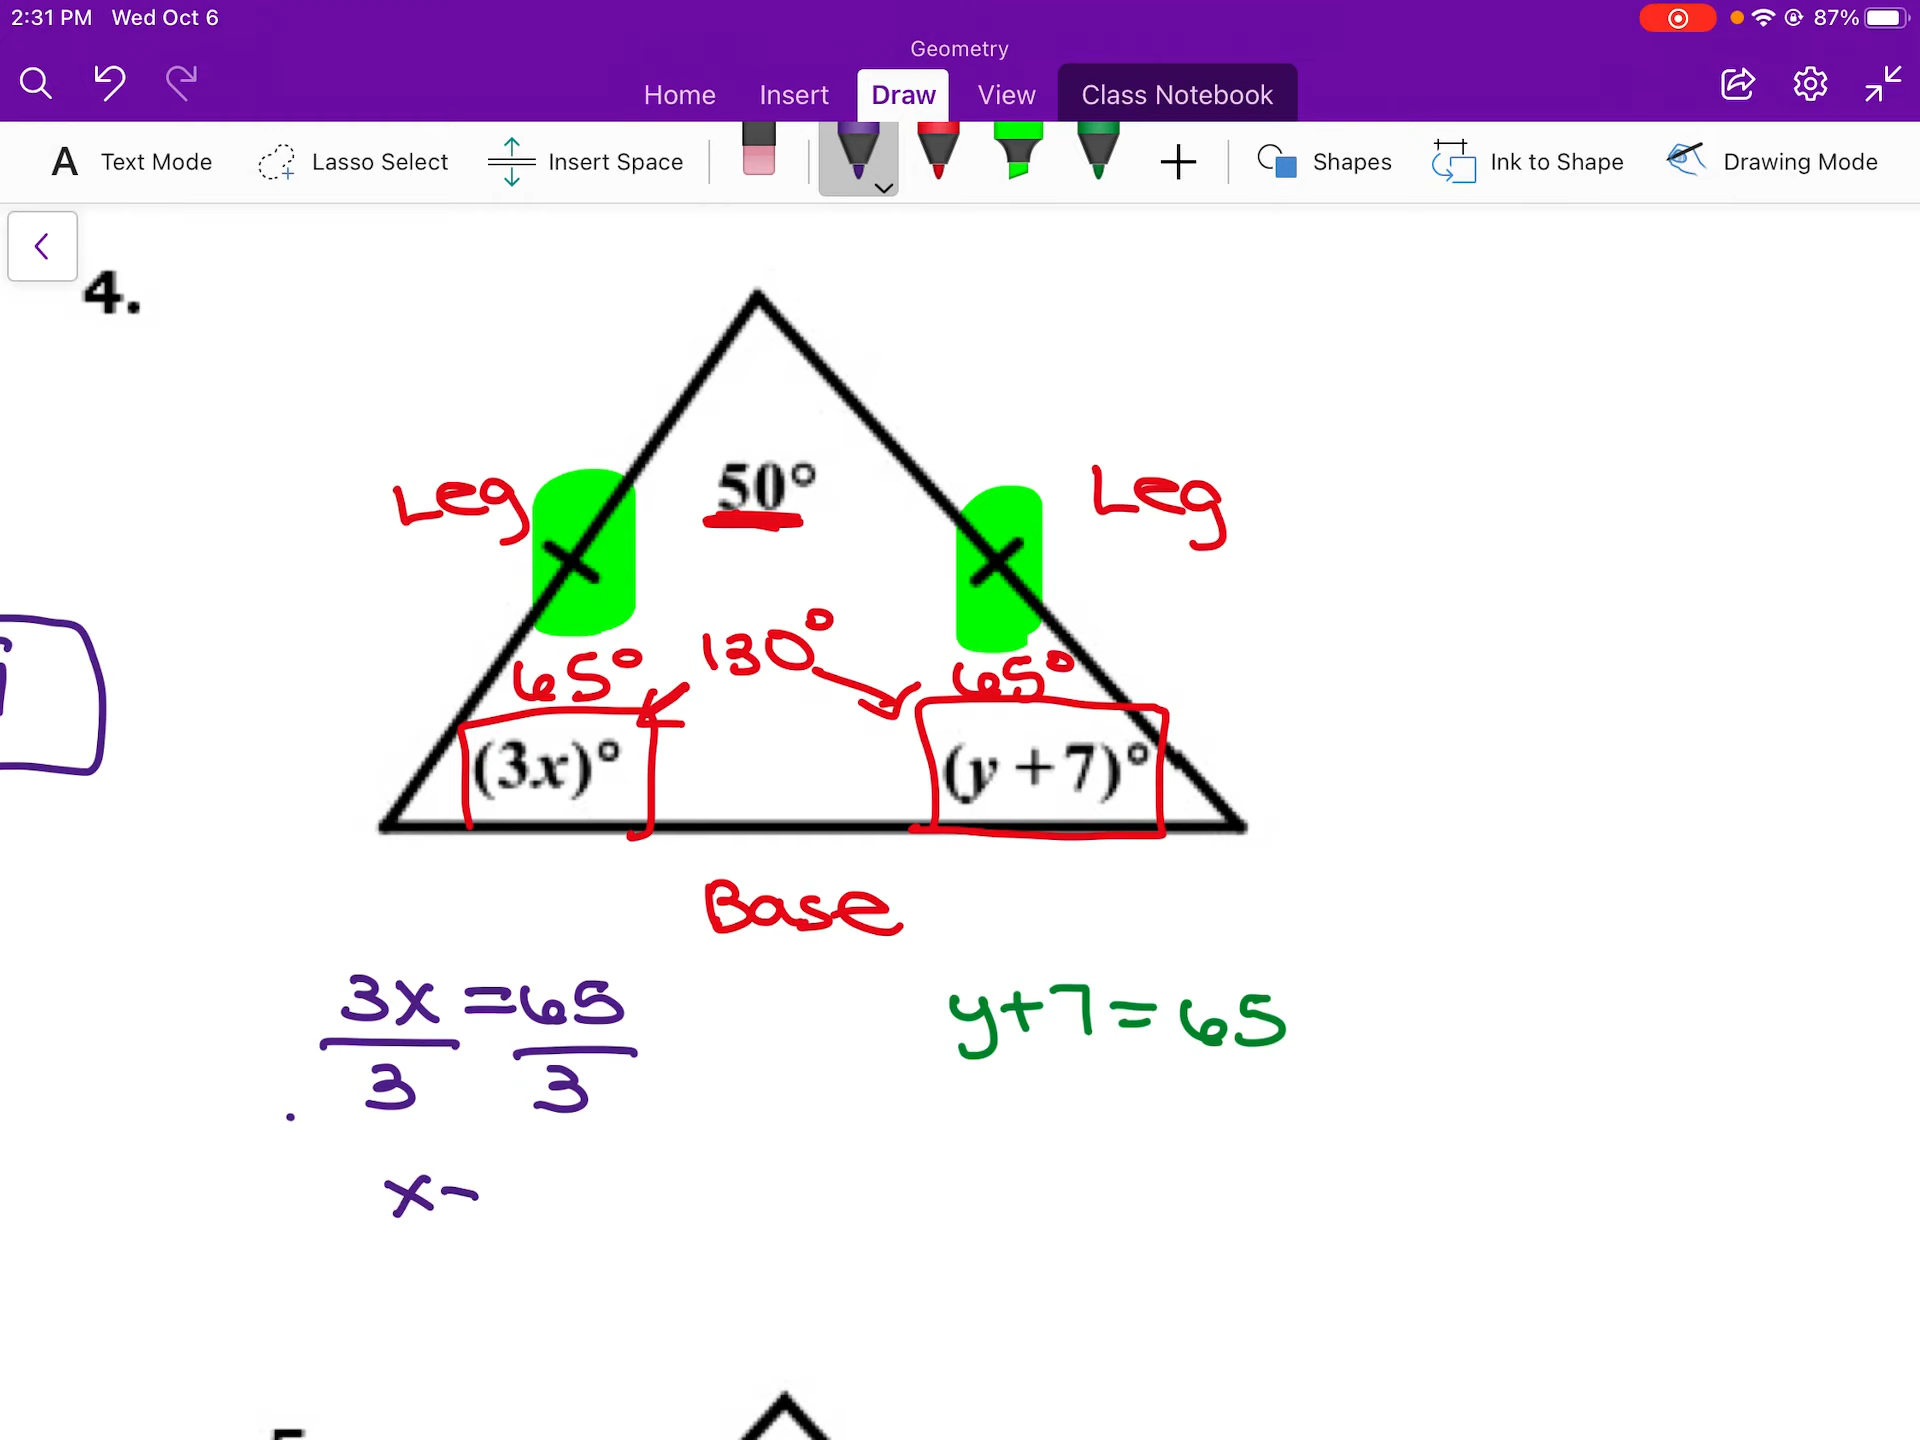 2:31 PM Wed Oct 6
87%
Geometry
Home Insert Draw View Class Notebook
A Text Mode Lasso Select Insert Space Shapes Ink to Shape Drawing Mode
4.
50°
Leg
Leg
130°
65°
65°
(3x)°
(y + 7)°
Base
3x = 65
3 3
y + 7 = 65
x -